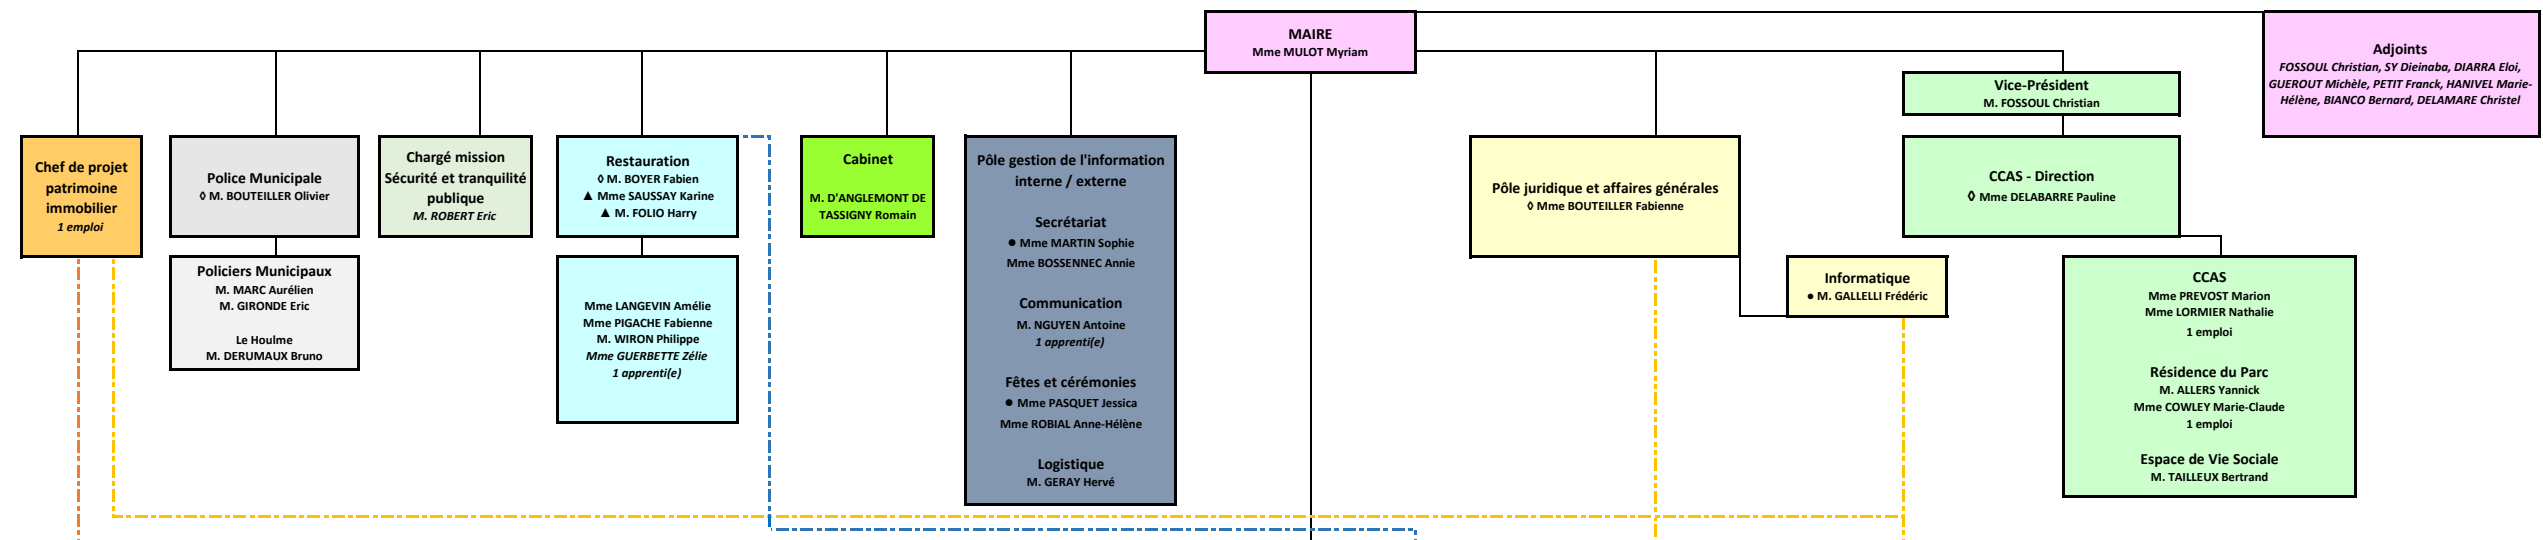 MAIRE
Mme MULOT Myriam
Adjoints
FOSSOUL Christian, SY Dieinaba, DIARRA Eloi,
GUEROUT Michèle, PETIT Franck, HANIVEL Marie-
Hélène, BIANCO Bernard, DELAMARE Christel
Vice-Président
M. FOSSOUL Christian
Chef de projet
patrimoine
immobilier
1 emploi
Police Municipale
◊ M. BOUTEILLER Olivier
Chargé mission
Sécurité et tranquilité
publique
M. ROBERT Eric
Restauration
◊ M. BOYER Fabien
▲ Mme SAUSSAY Karine
▲ M. FOLIO Harry
Cabinet
M. D'ANGLEMONT DE
TASSIGNY Romain
Pôle gestion de l'information
interne / externe
Secrétariat
● Mme MARTIN Sophie
Mme BOSSENNEC Annie
Communication
M. NGUYEN Antoine
1 apprenti(e)
Fêtes et cérémonies
● Mme PASQUET Jessica
Mme ROBIAL Anne-Hélène
Logistique
M. GERAY Hervé
Pôle juridique et affaires générales
◊ Mme BOUTEILLER Fabienne
CCAS - Direction
◊ Mme DELABARRE Pauline
Policiers Municipaux
M. MARC Aurélien
M. GIRONDE Eric
Le Houlme
M. DERUMAUX Bruno
Mme LANGEVIN Amélie
Mme PIGACHE Fabienne
M. WIRON Philippe
Mme GUERBETTE Zélie
1 apprenti(e)
Informatique
● M. GALLELLI Frédéric
CCAS
Mme PREVOST Marion
Mme LORMIER Nathalie
1 emploi
Résidence du Parc
M. ALLERS Yannick
Mme COWLEY Marie-Claude
1 emploi
Espace de Vie Sociale
M. TAILLEUX Bertrand